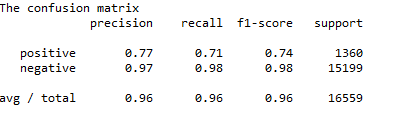 The confusion matrix
precision recall f1-score support
positive 0.77 0.71 0.74 1360
negative 0.97 0.98 0.98 15199
avg / total 0.96 0.96 0.96 16559